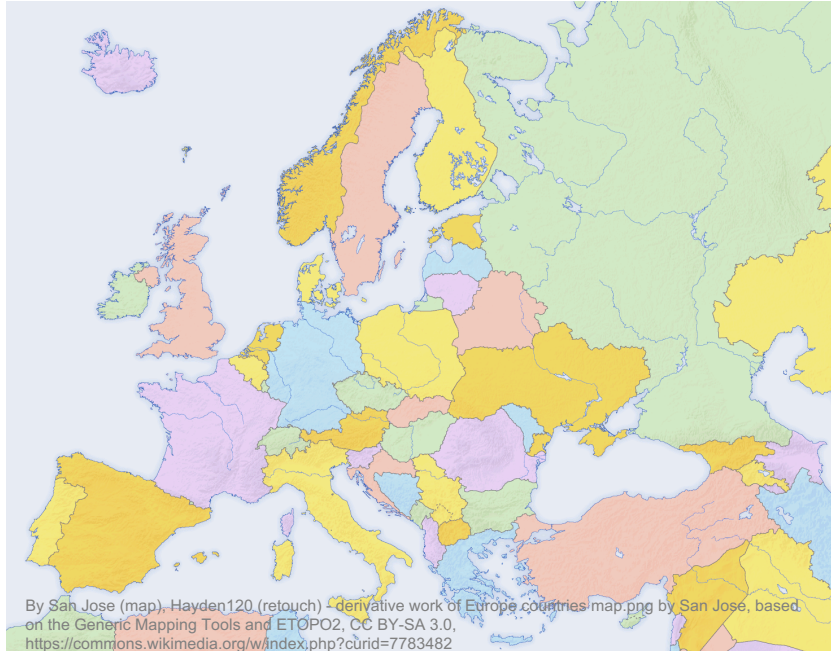 By San Jose (map), Hayden120 (retouch) - derivative work of Europe countries map.png by San Jose, based
on the Generic Mapping Tools and ETOPO2, CC BY-SA 3.0,
https://commons.wikimedia.org/w/index.php?curid=7783482